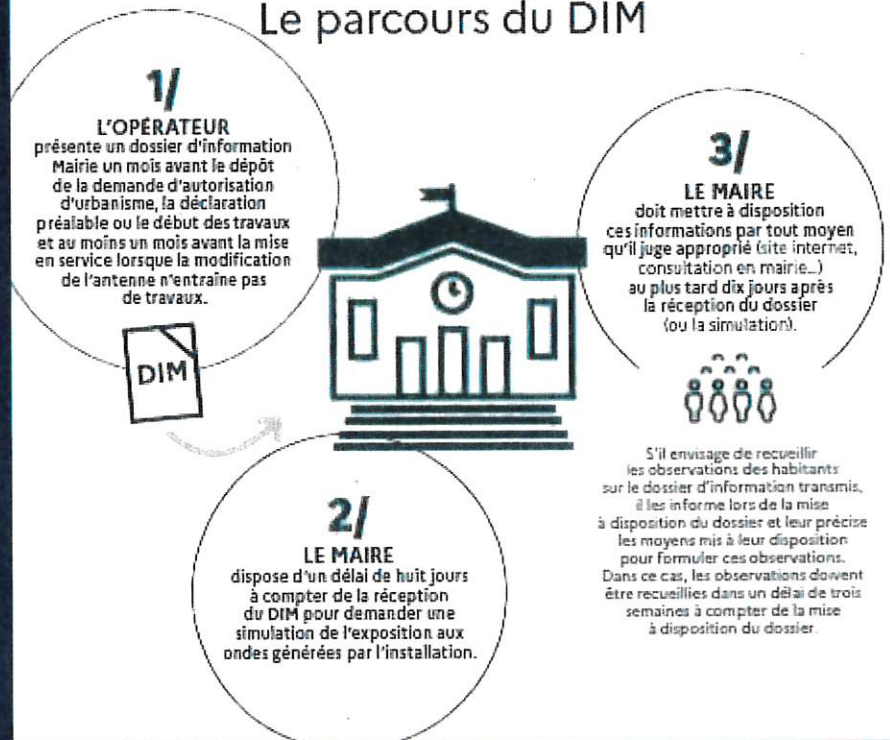 Le parcours du DIM
1/
L'OPÉRATEUR
présente un dossier d'information
Mairie un mois avant le dépôt
de la demande d'autorisation
d'urbanisme, la déclaration
préalable ou le début des travaux
et au moins un mois avant la mise
en service lorsque la modification
de l'antenne n'entraîne pas
de travaux.
DIM
2/
LE MAIRE
dispose d'un délai de huit jours
à compter de la réception
du DIM pour demander une
simulation de l'exposition aux
ondes générées par l'installation.
3/
LE MAIRE
doit mettre à disposition
ces informations par tout moyen
qu'il juge approprié (site internet,
consultation en mairie...)
au plus tard dix jours après
la réception du dossier
(ou la simulation).
S'il envisage de recueillir
les observations des habitants
sur le dossier d'information transmis,
il les informe lors de la mise
à disposition du dossier et leur précise
les moyens mis à leur disposition
pour formuler ces observations.
Dans ce cas, les observations doivent
être recueillies dans un délai de trois
semaines à compter de la mise
à disposition du dossier.